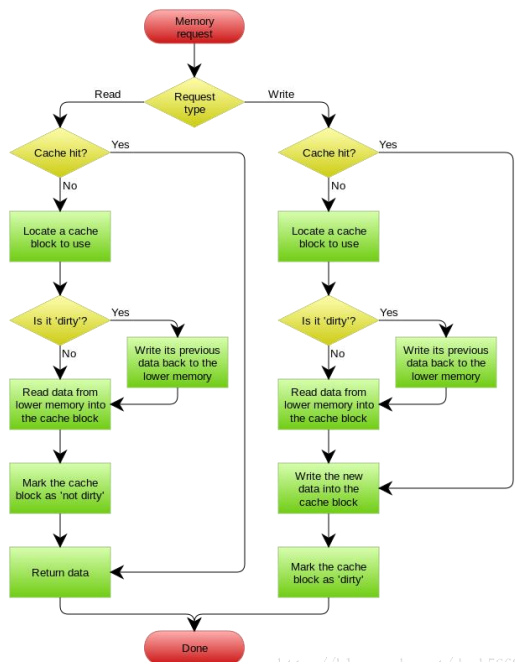 Memory
request
Read
Request
type
Write
Cache hit?
Yes
Cache hit?
Yes
No
No
Locate a cache
block to use
Locate a cache
block to use
Is it 'dirty'?
Yes
Is it 'dirty'?
Yes
No
No
Write its previous
data back to the
lower memory
Write its previous
data back to the
lower memory
Read data from
lower memory into
the cache block
Read data from
lower memory into
the cache block
Mark the cache
block as 'not dirty'
Write the new
data into the
cache block
Return data
Mark the cache
block as 'dirty'
Done